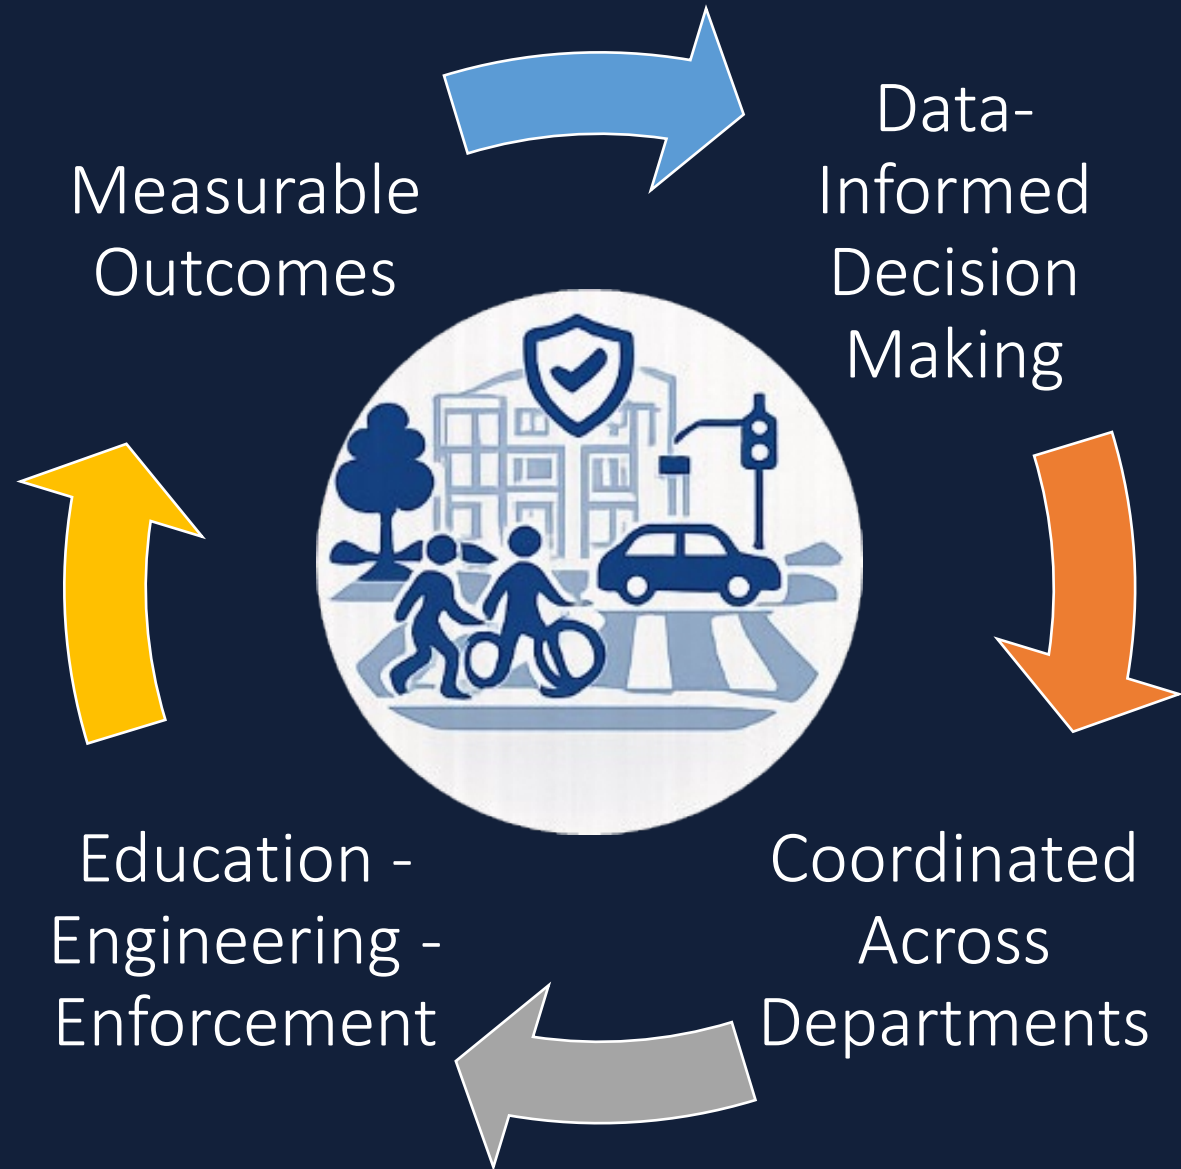 Measurable
Outcomes
Data-
Informed
Decision
Making
Coordinated
Across
Departments
Education -
Engineering -
Enforcement